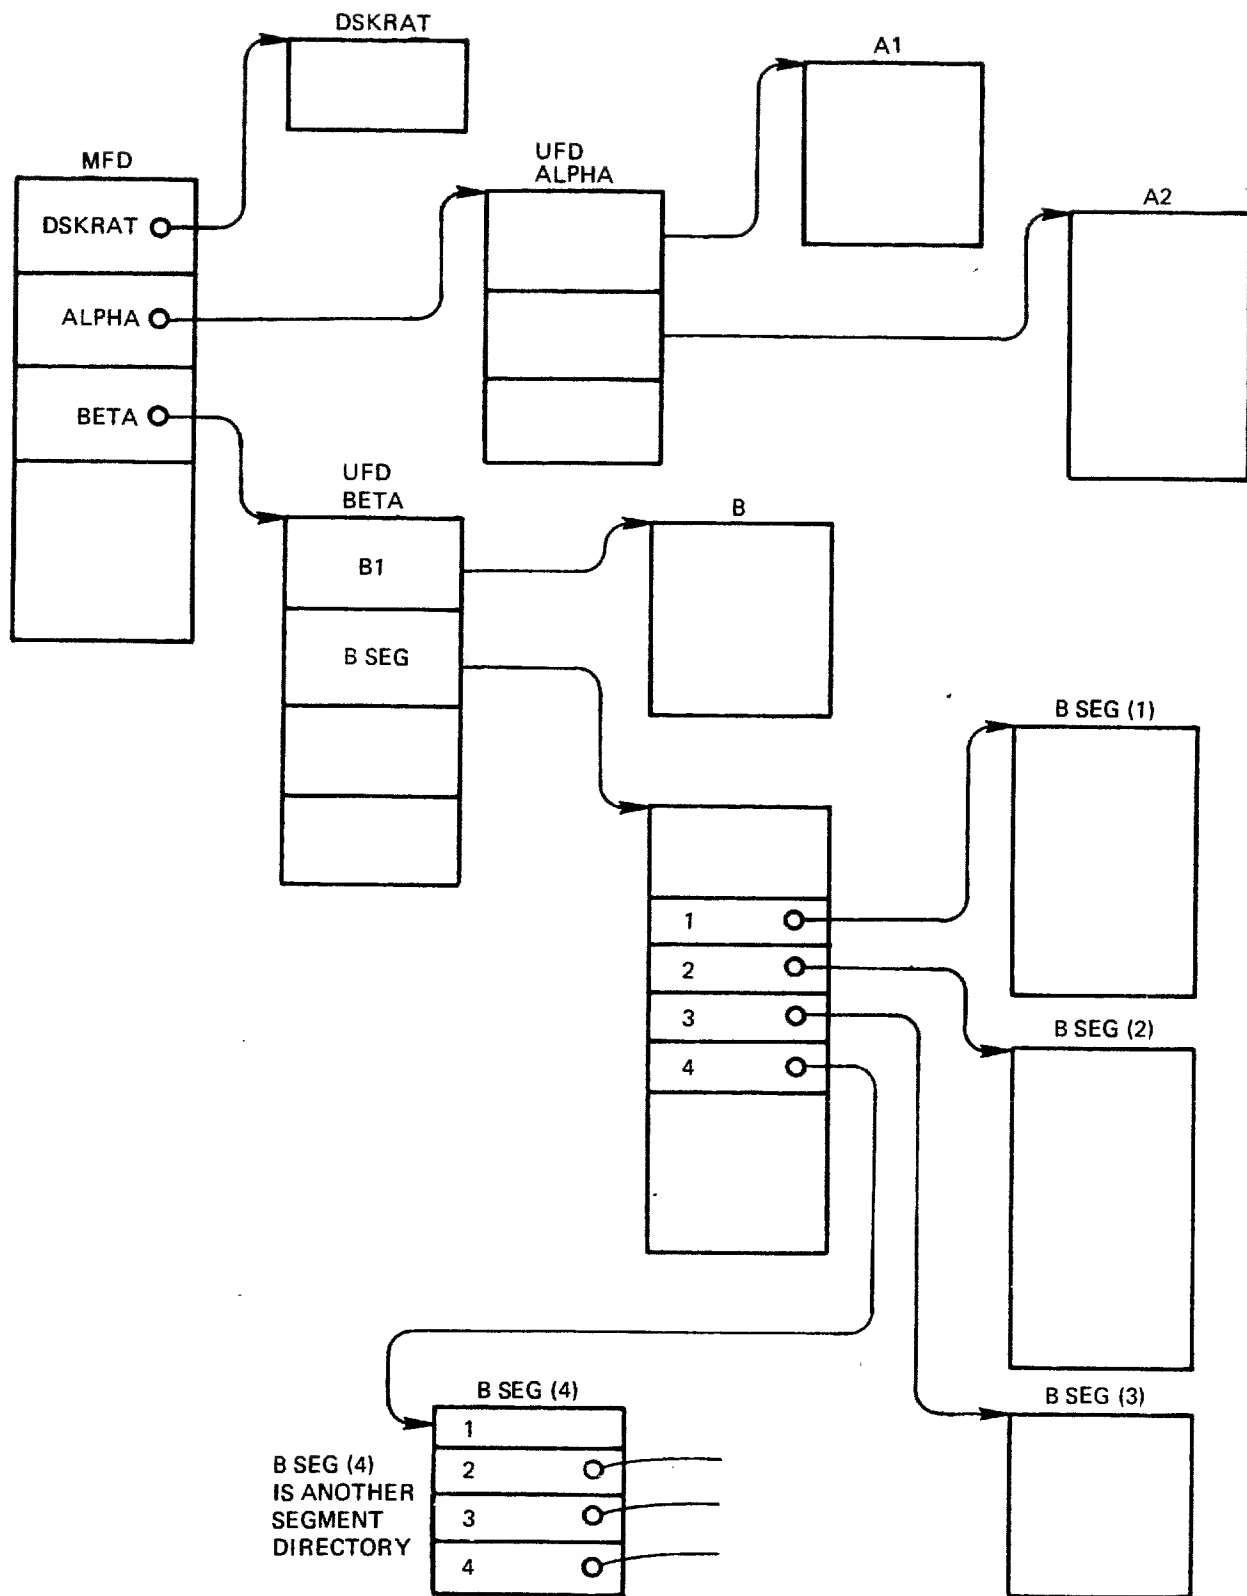 DSKRAT
A1
MFD
UFD
ALPHA
A2
DSKRAT
ALPHA
BETA
UFD
BETA
B
B1
B SEG
B SEG (1)
1
2
3
B SEG (2)
4
B SEG (4)
B SEG (3)
1
2
3
4
B SEG (4)
IS ANOTHER
SEGMENT
DIRECTORY